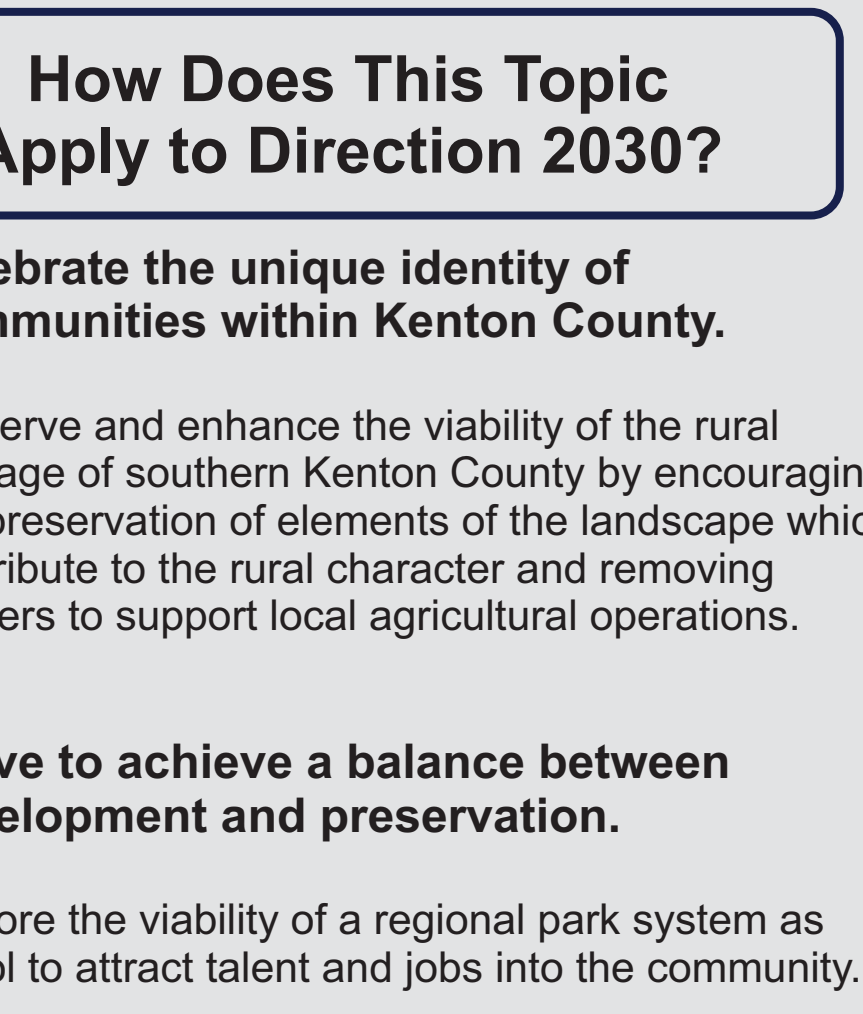 How Does This Topic
Apply to Direction 2030?
ebrate the unique identity of
mmunities within Kenton County.
erve and enhance the viability of the rural
age of southern Kenton County by encouragin
preservation of elements of the landscape whic
ribute to the rural character and removing
ers to support local agricultural operations.
ve to achieve a balance between
elopment and preservation.
ore the viability of a regional park system as
ol to attract talent and jobs into the community.